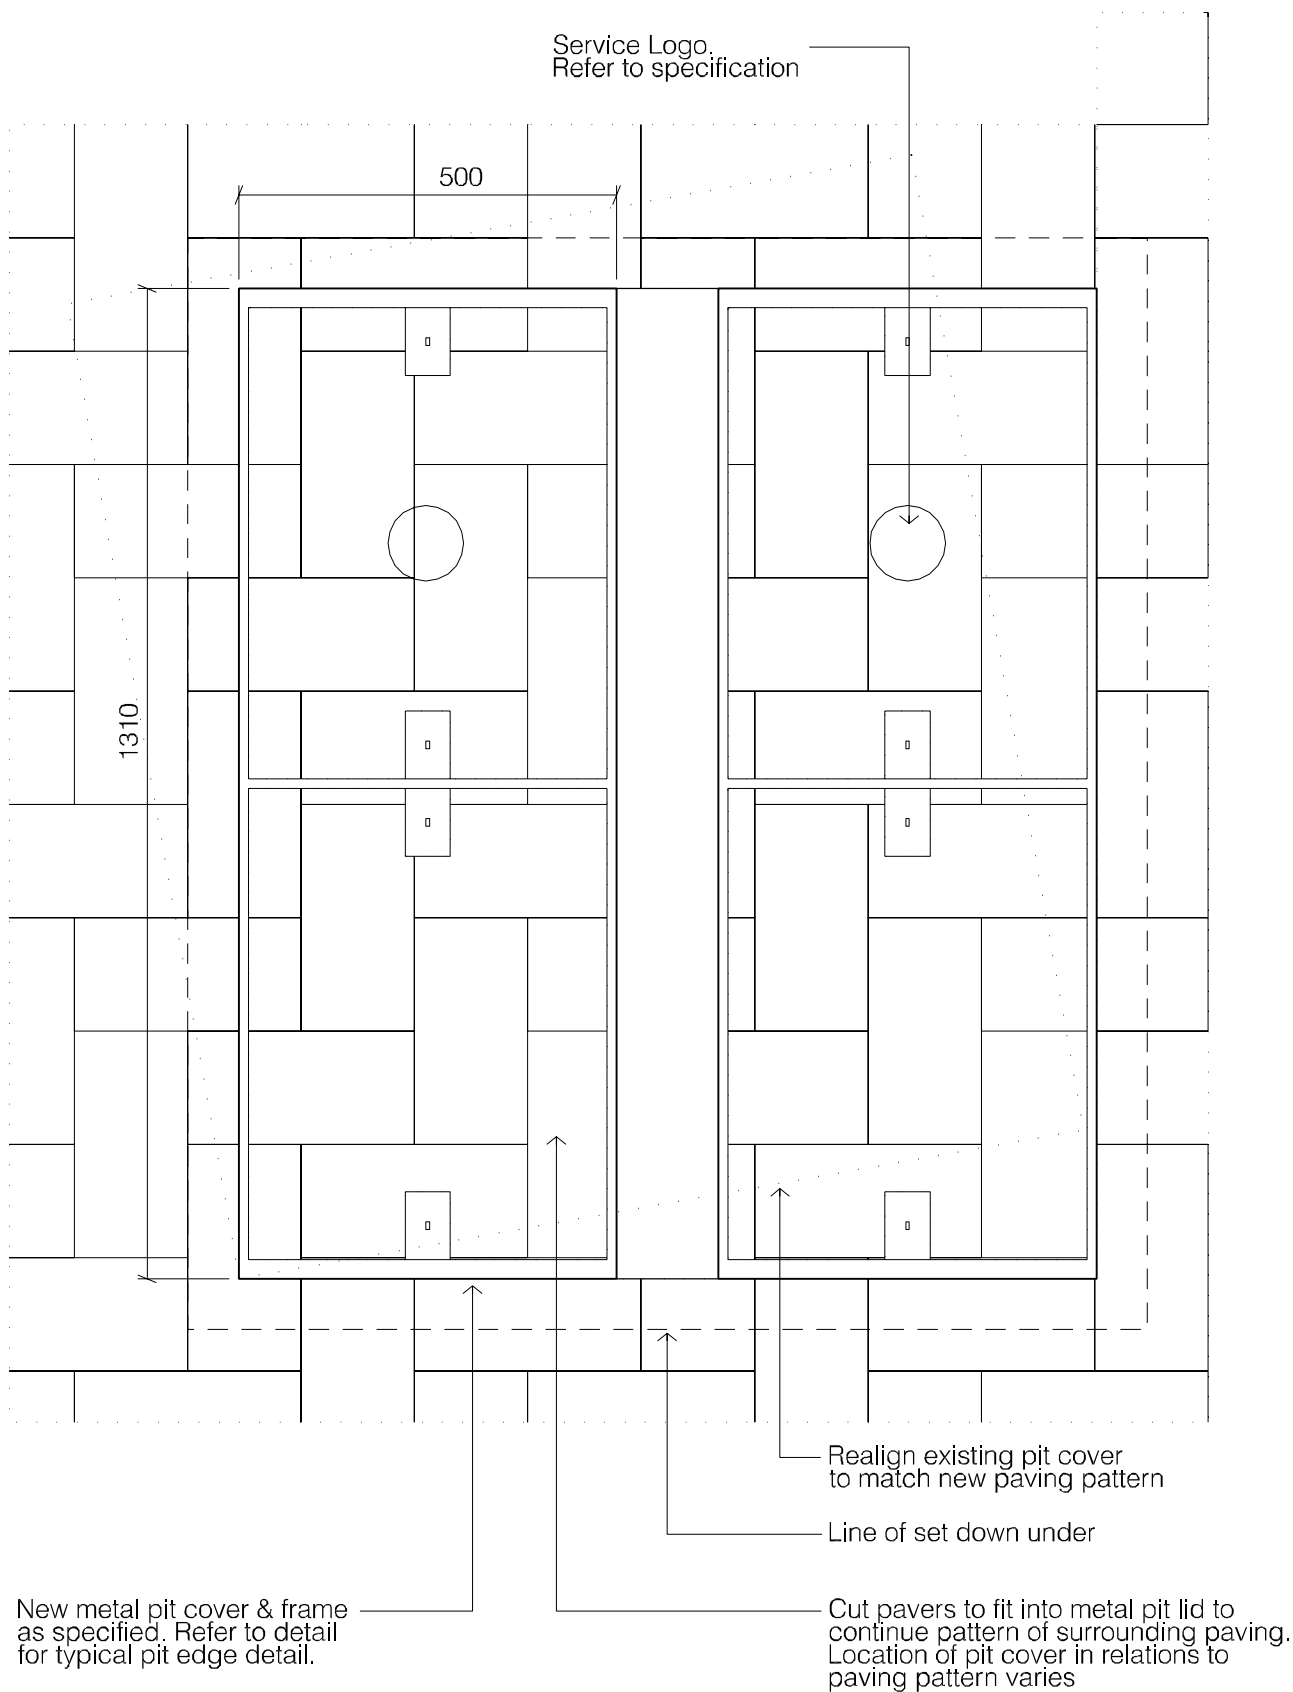 Service Logo.
Refer to specification
500
1310
Realign existing pit cover
to match new paving pattern
Line of set down under
New metal pit cover & frame
as specified. Refer to detail
for typical pit edge detail.
Cut pavers to fit into metal pit lid to
continue pattern of surrounding paving.
Location of pit cover in relations to
paving pattern varies